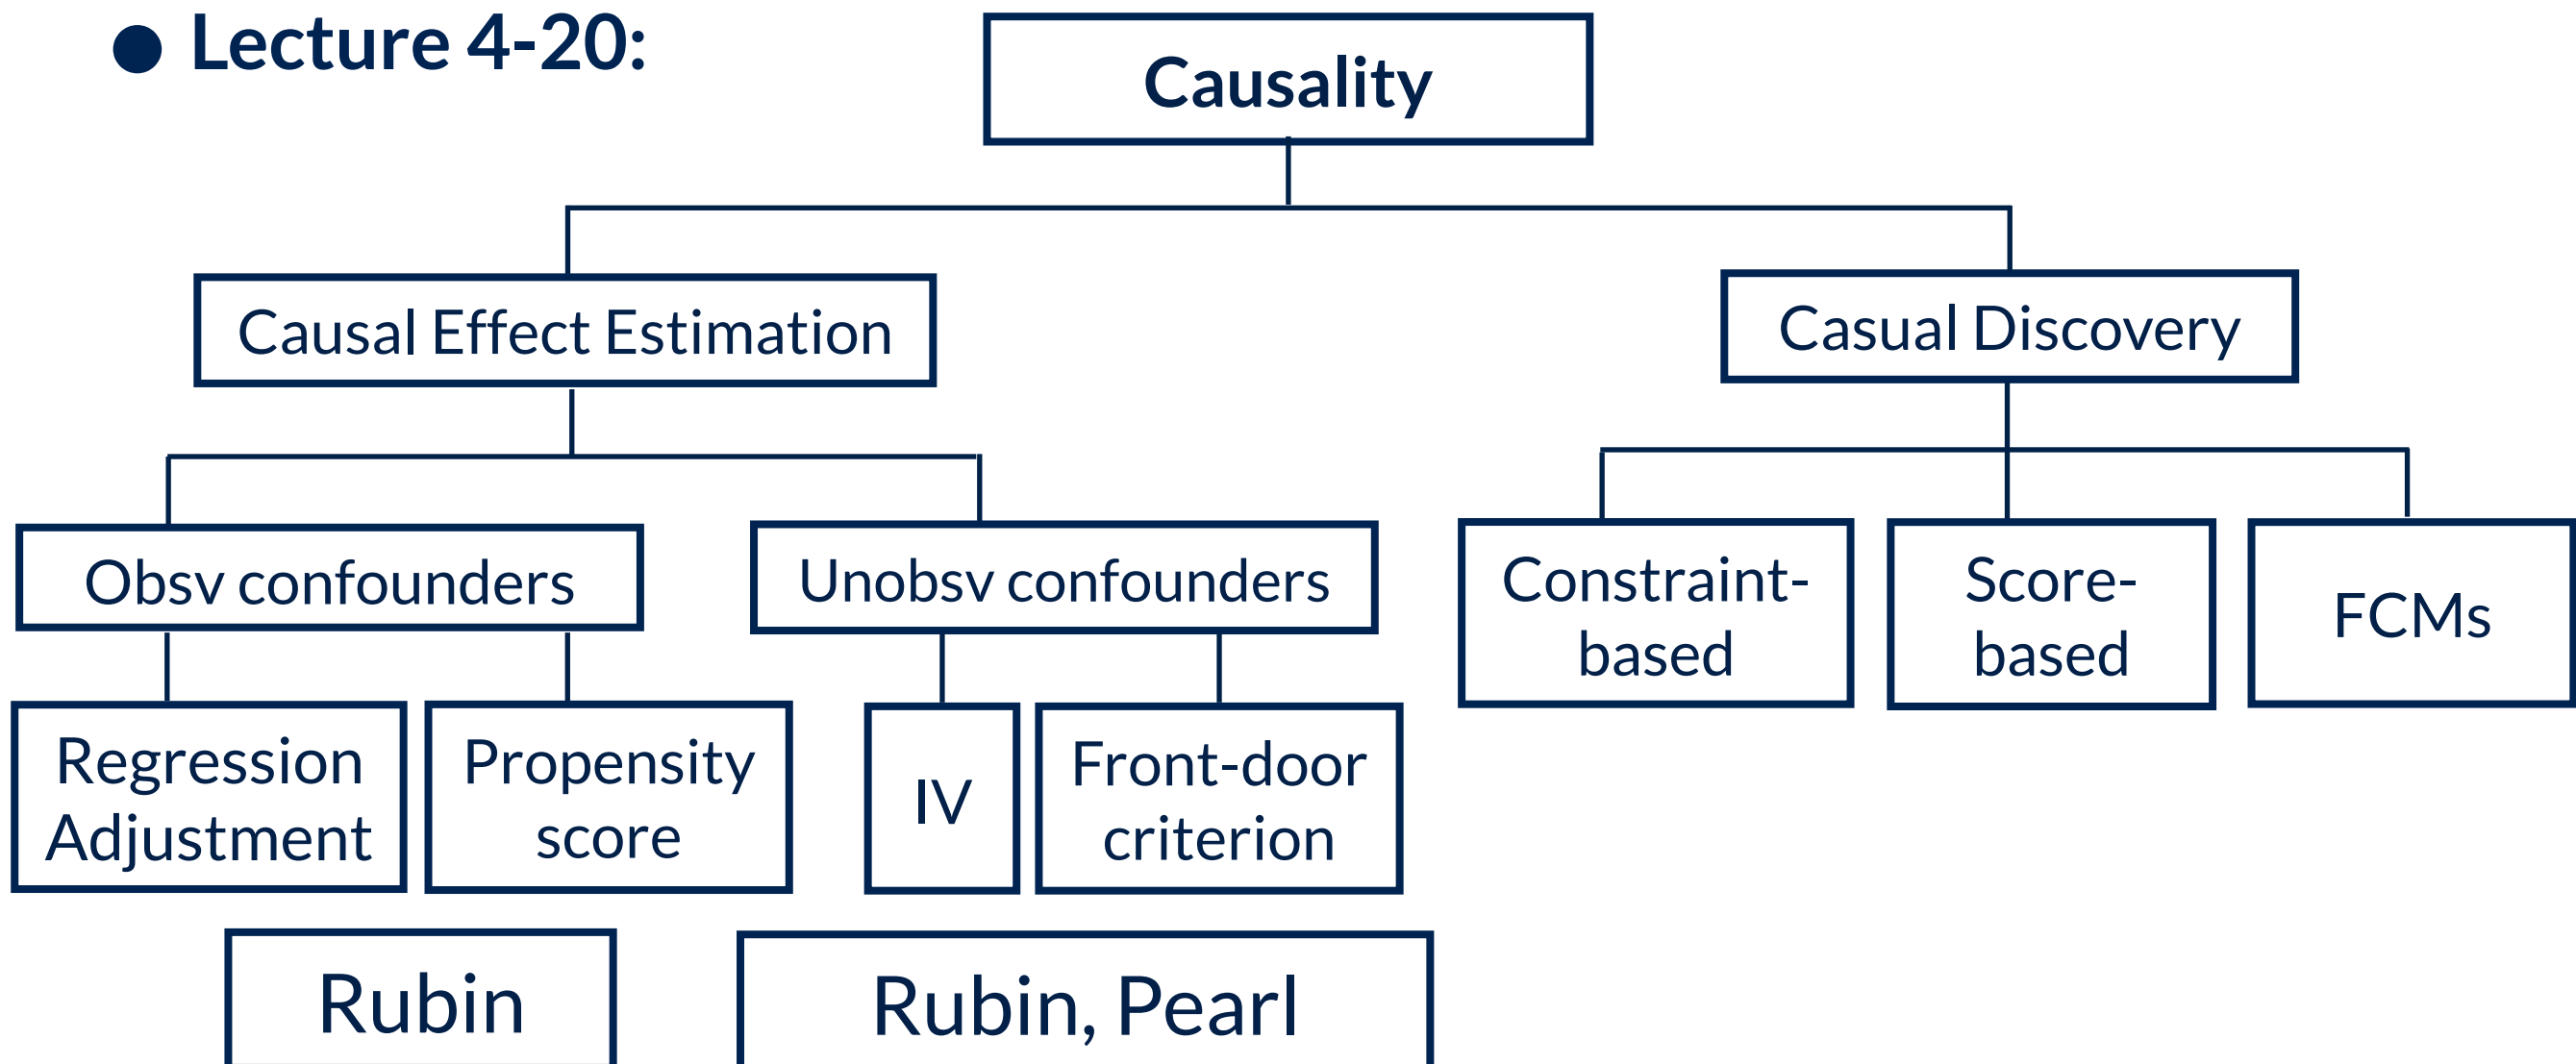 ● Lecture 4-20:
Causality
Causal Effect Estimation
Casual Discovery
Obsv confounders
Unobsv confounders
Constraint-
based
Score-
based
FCMs
Regression
Adjustment
Propensity
score
IV
Front-door
criterion
Rubin
Rubin, Pearl